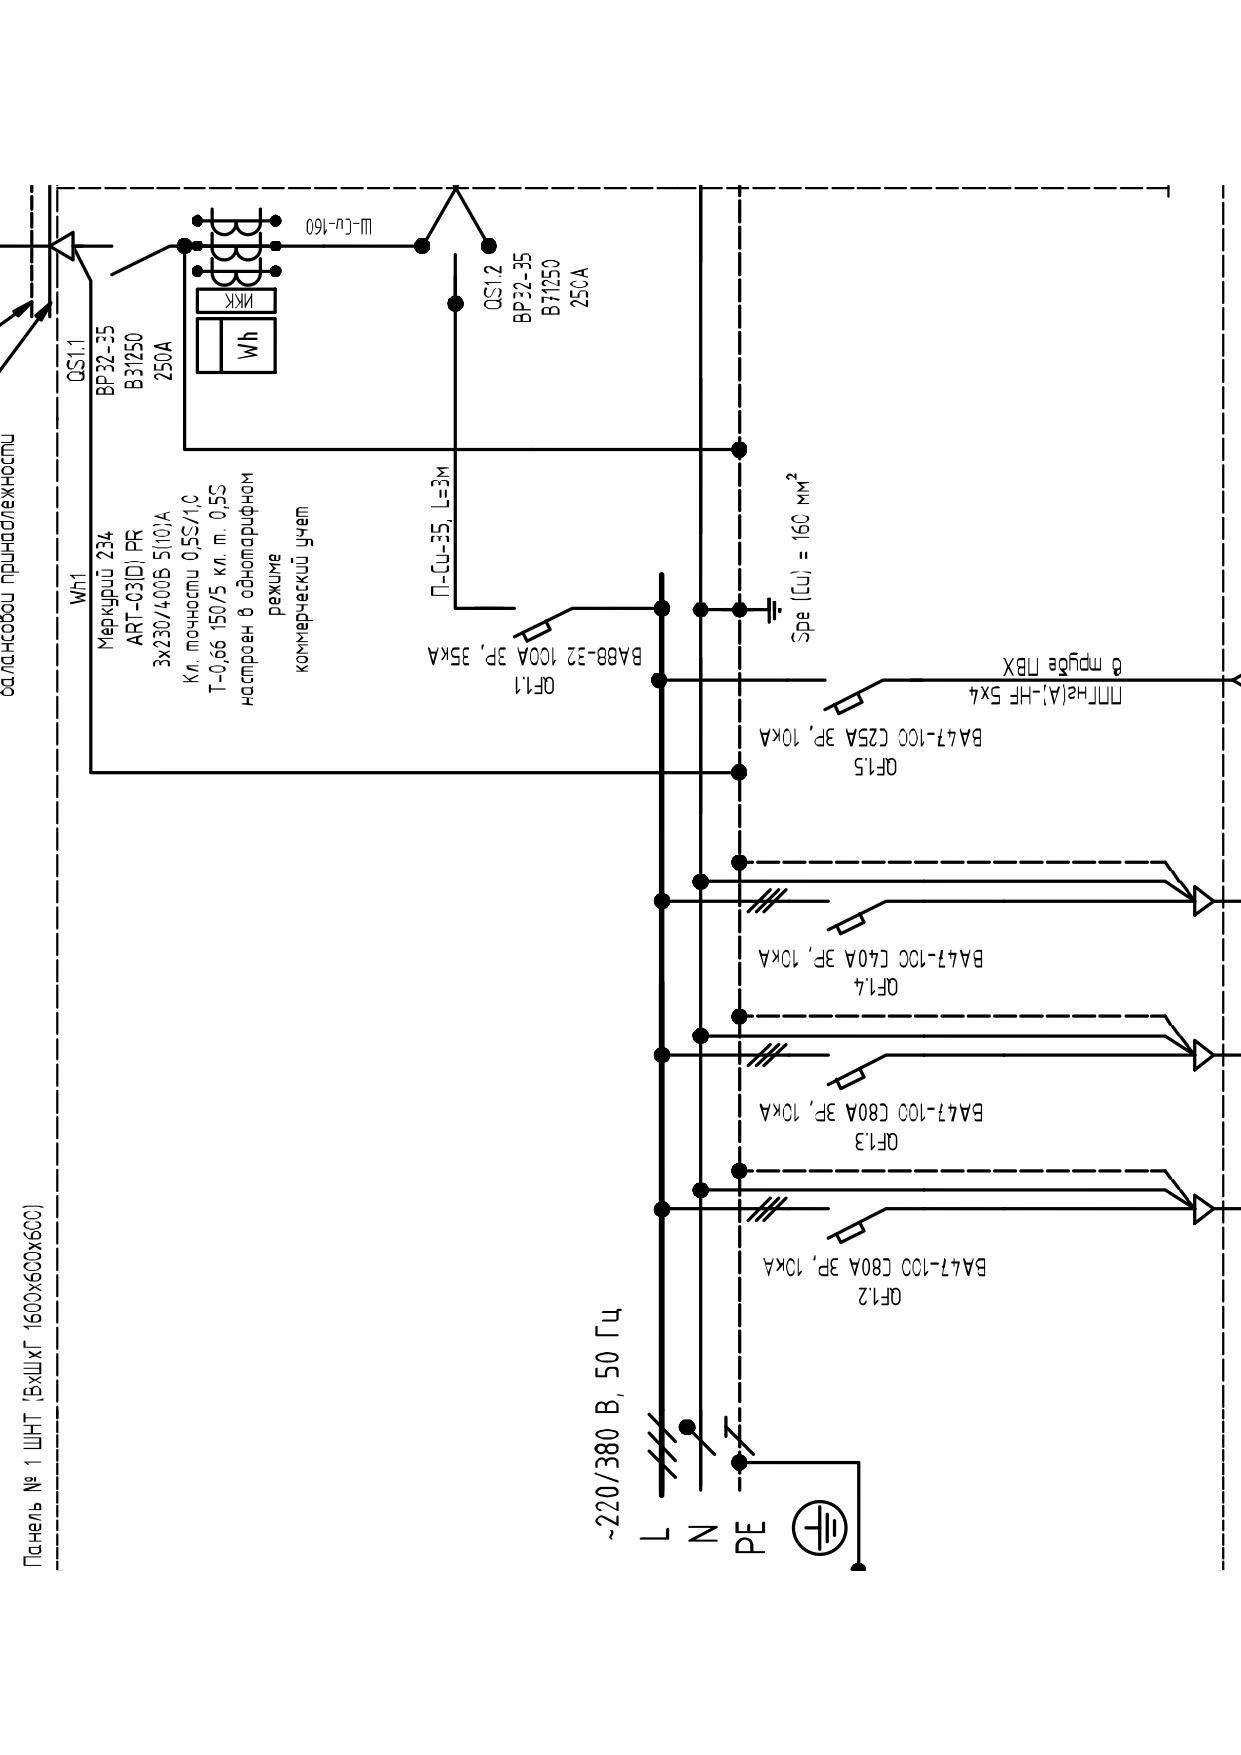 Панель № 1 ШНТ (ВхШхГ 1600х600х600)
балансовой принадлежности
QS1.1
ВР32-35
В31250
250А
ИКК
Wh
Ш-Cu-160
QS1.2
ВР32-35
В71250
250А
Wh1
Меркурий 234
ART-03(D) PR
3х230/400В 5(10)А
Кл. точности 0,5S/1,0
Т-0,66 150/5 кл. т. 0,5S
настроен в однотарифном
режиме
коммерческий учет
П-Cu-35, L=3м
ВА88-32 100А 3Р, 35кА
QF1.1
Spe (Cu) = 160 мм²
ППГнг(А)-HF 5х4
в трубе ПВХ
ВА47-100 С25А 3Р, 10кА
QF1.5
ВА47-100 С40А 3Р, 10кА
QF1.4
ВА47-100 С80А 3Р, 10кА
QF1.3
ВА47-100 С80А 3Р, 10кА
QF1.2
~220/380 В, 50 Гц
L
N
PE